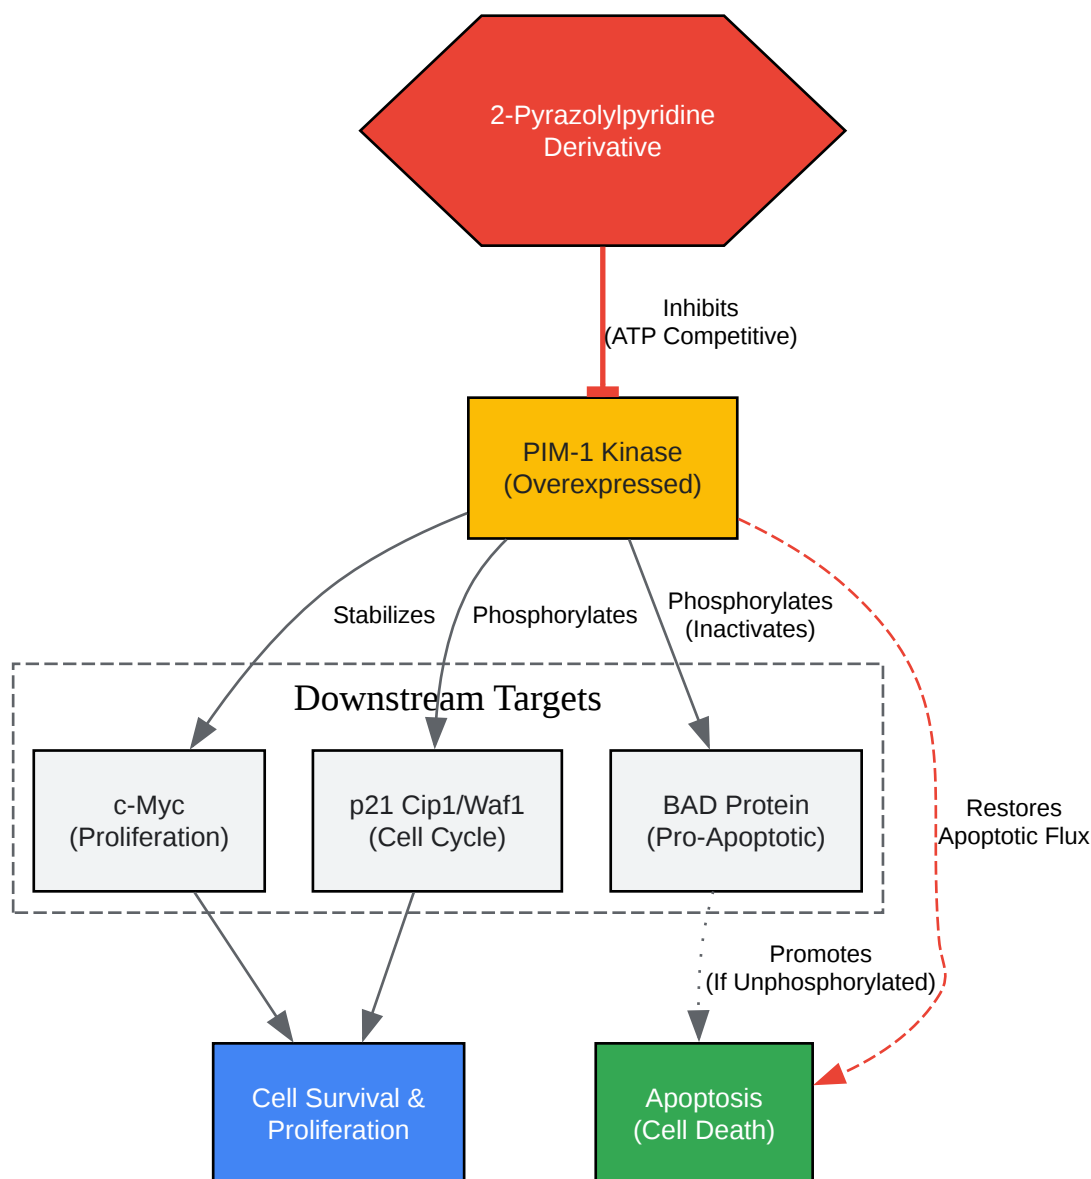 2-Pyrazolylpyridine
Derivative
Inhibits
(ATP Competitive)
PIM-1 Kinase
(Overexpressed)
Stabilizes
Phosphorylates
Phosphorylates
(Inactivates)
Downstream Targets
c-Myc
(Proliferation)
p21 Cip1/Waf1
(Cell Cycle)
BAD Protein
(Pro-Apoptotic)
Restores
Apoptotic Flux
Promotes
(If Unphosphorylated)
Cell Survival &
Proliferation
Apoptosis
(Cell Death)